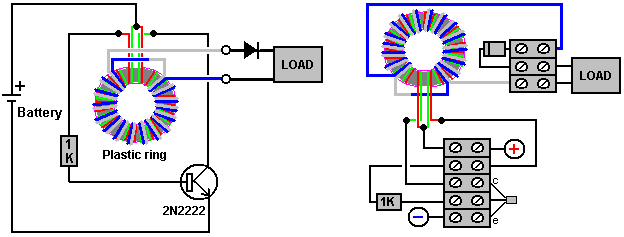 +
Battery
1
K
Plastic ring
LOAD
2N2222
LOAD
+
c
1K
−
e